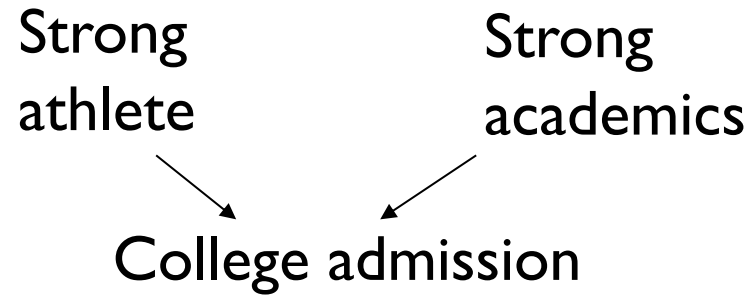 Strong
athlete
Strong
academics
College admission